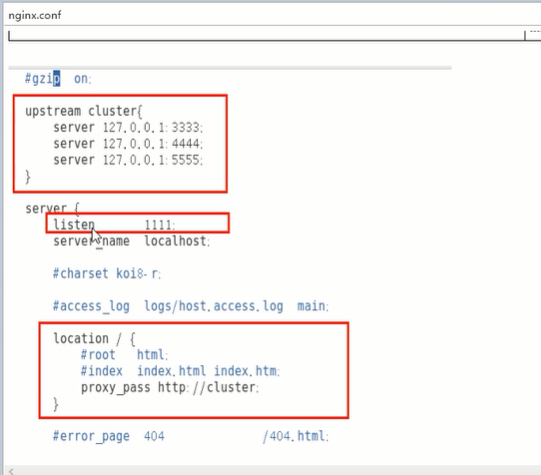 nginx.conf
#gzip  on;
upstream cluster{
server 127.0.0.1:3333;
server 127.0.0.1:4444;
server 127.0.0.1:5555;
}
server {
listen       1111;
server_name  localhost;
#charset koi8-r;
#access_log  logs/host.access.log  main;
location / {
#root   html;
#index  index.html index.htm;
proxy_pass http://cluster;
}
#error_page  404              /404.html;